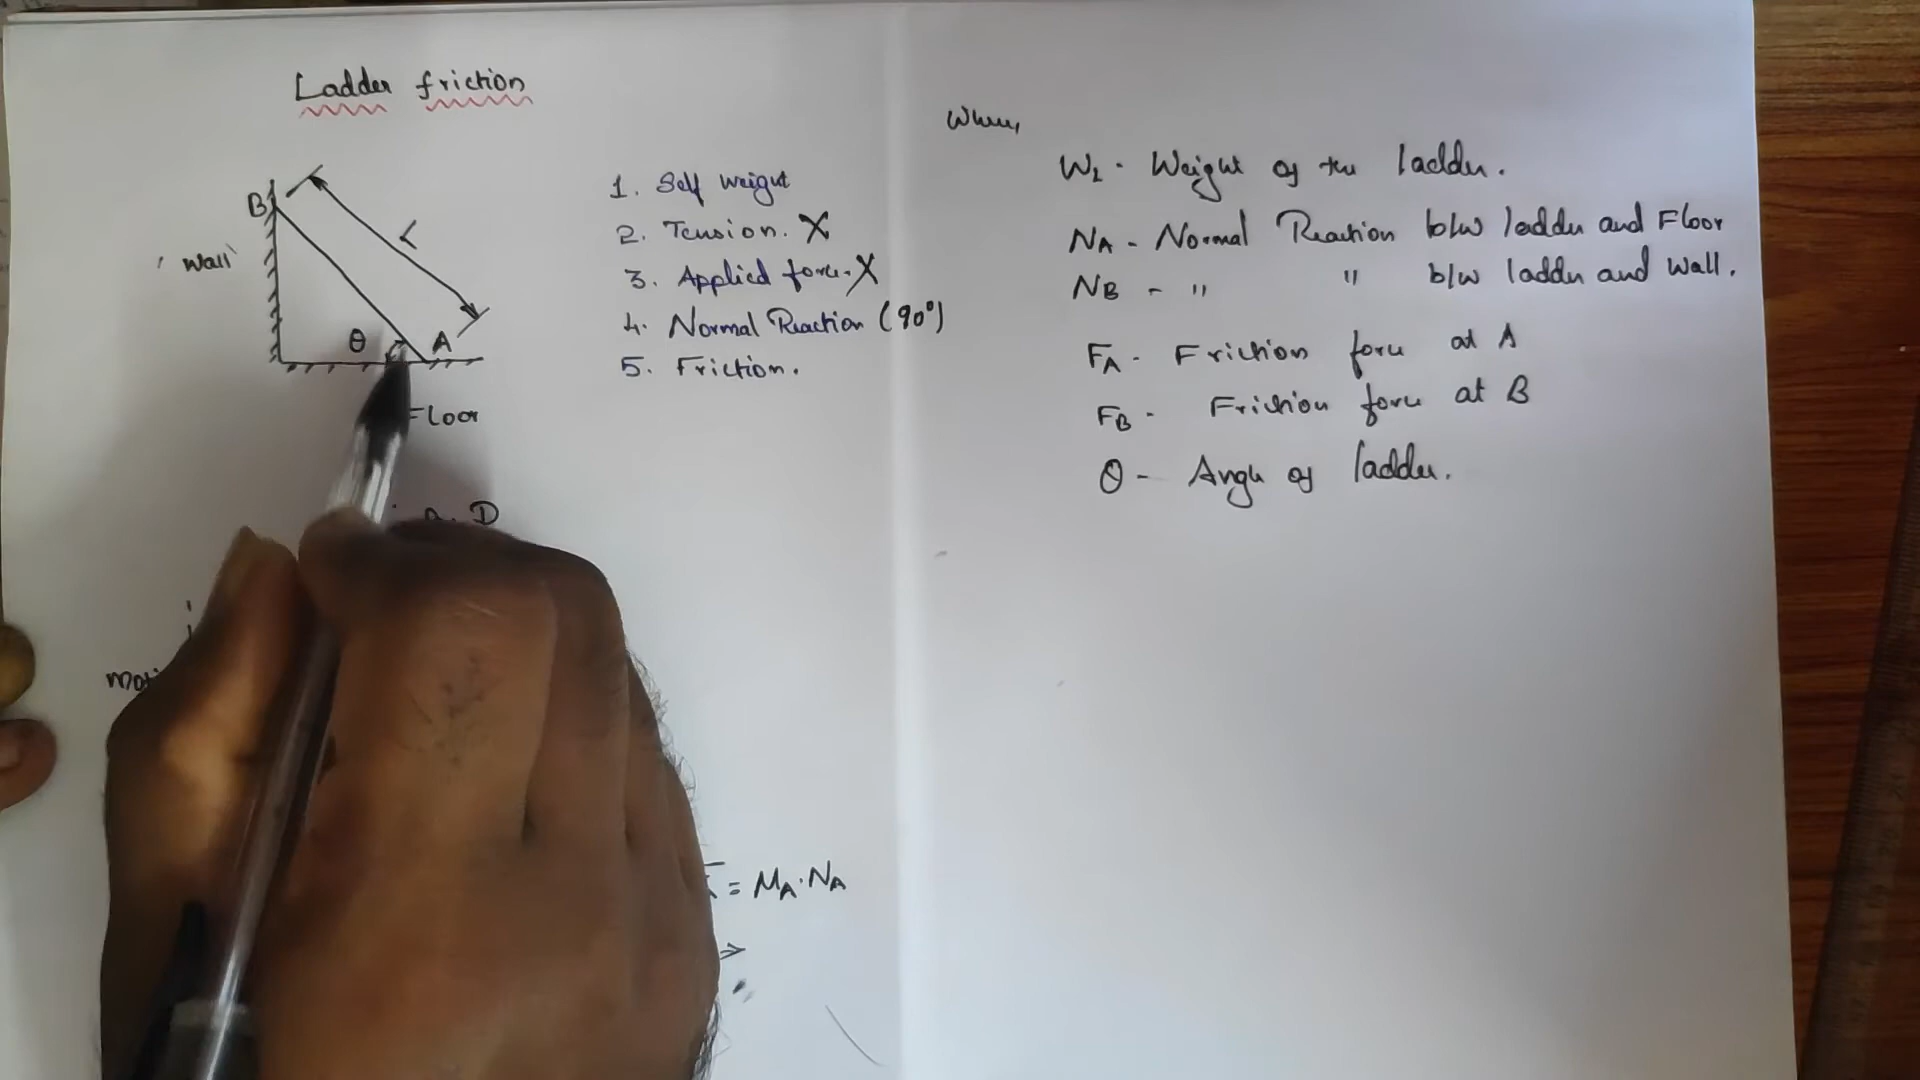 Ladder friction
B
L
Wall
θ
A
Floor
1. Self weight
2. Tension. X
3. Applied force. X
4. Normal Reaction (90°)
5. Friction.
= MA.NA
Where,
WL - Weight of the ladder.
NA - Normal Reaction b/w ladder and Floor
NB - " " b/w ladder and wall.
FA - Friction force at A
FB - Friction force at B
θ - Angle of ladder.